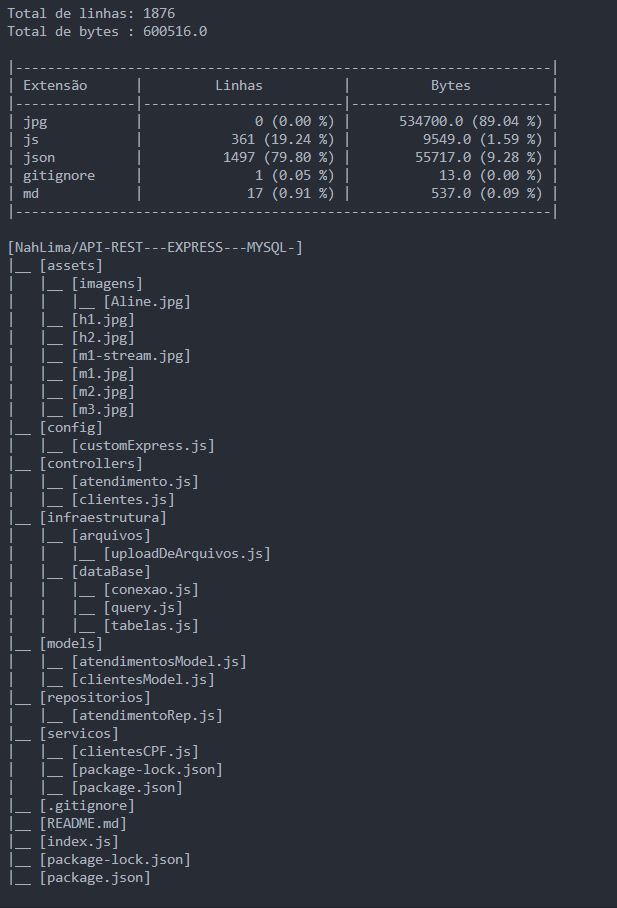 Total de linhas: 1876
Total de bytes : 600516.0

|-------------------------------------------------------------------|
| Extensão      |         Linhas          |          Bytes          |
|---------------|-------------------------|-------------------------|
| jpg           |              0 (0.00 %) |      534700.0 (89.04 %) |
| js            |           361 (19.24 %) |         9549.0 (1.59 %) |
| json          |          1497 (79.80 %) |        55717.0 (9.28 %) |
| gitignore     |              1 (0.05 %) |           13.0 (0.00 %) |
| md            |             17 (0.91 %) |          537.0 (0.09 %) |
|-------------------------------------------------------------------|

[NahLima/API-REST---EXPRESS---MYSQL-]
|__ [assets]
|   |__ [imagens]
|   |   |__ [Aline.jpg]
|   |__ [h1.jpg]
|   |__ [h2.jpg]
|   |__ [m1-stream.jpg]
|   |__ [m1.jpg]
|   |__ [m2.jpg]
|   |__ [m3.jpg]
|__ [config]
|   |__ [customExpress.js]
|__ [controllers]
|   |__ [atendimento.js]
|   |__ [clientes.js]
|__ [infraestrutura]
|   |__ [arquivos]
|   |   |__ [uploadDeArquivos.js]
|   |__ [dataBase]
|   |   |__ [conexao.js]
|   |   |__ [query.js]
|   |   |__ [tabelas.js]
|__ [models]
|   |__ [atendimentosModel.js]
|   |__ [clientesModel.js]
|__ [repositorios]
|   |__ [atendimentoRep.js]
|__ [servicos]
|   |__ [clientesCPF.js]
|   |__ [package-lock.json]
|   |__ [package.json]
|__ [.gitignore]
|__ [README.md]
|__ [index.js]
|__ [package-lock.json]
|__ [package.json]